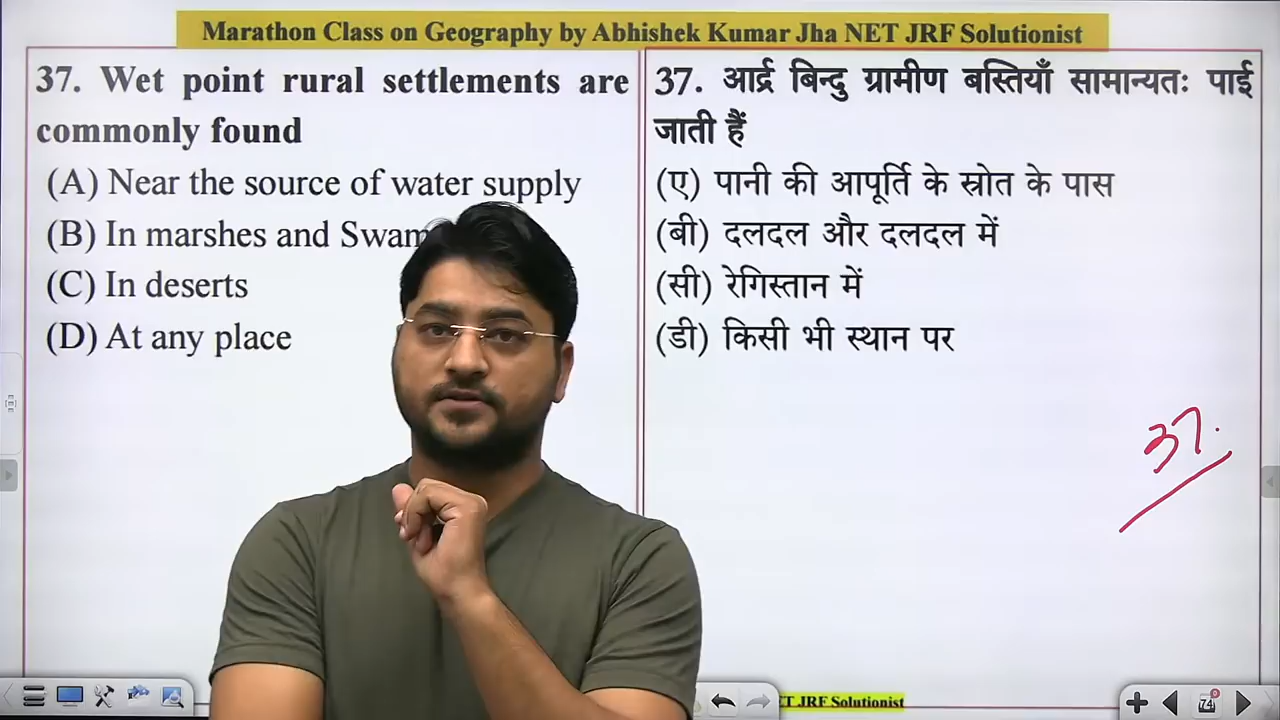 Marathon Class on Geography by Abhishek Kumar Jha NET JRF Solutionist
37. Wet point rural settlements are
commonly found
(A) Near the source of water supply
(B) In marshes and
(C) In deserts
(D) At any place
37. आर्द्र बिन्दु ग्रामीण बस्तियाँ सामान्यतः पाई
जाती हैं
(ए) पानी की आपूर्ति के स्रोत के पास
(बी) दलदल और दलदल में
(सी) रेगिस्तान में
(डी) किसी भी स्थान पर
37.
JRF Solutionist
74